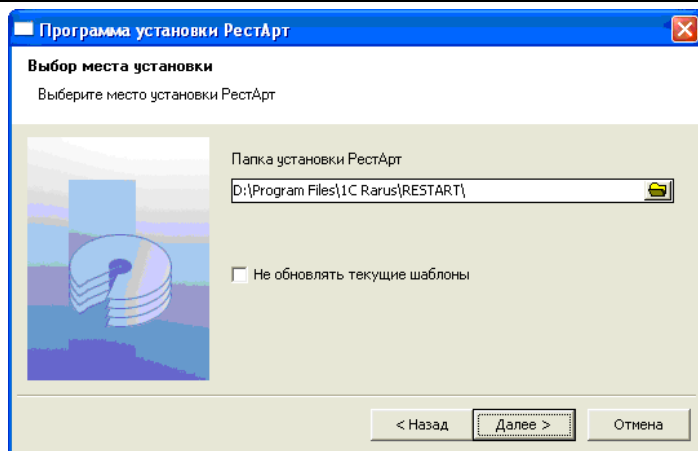 Программа установки РестАрт
Выбор места установки
Выберите место установки РестАрт
Папка установки РестАрт
D:\Program Files\1C Rarus\RESTART\
Не обновлять текущие шаблоны
< Назад
Далее >
Отмена